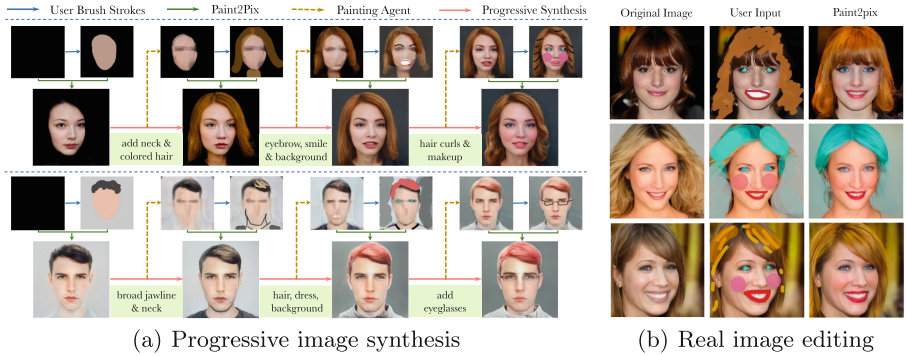 User Brush Strokes Paint2Pix Painting Agent Progressive Synthesis
Original Image User Input Paint2pix
add neck &
colored hair
eyebrow, smile
& background
hair curls &
makeup
broad jawline
& neck
hair, dress,
background
add
eyeglasses
(a) Progressive image synthesis
(b) Real image editing